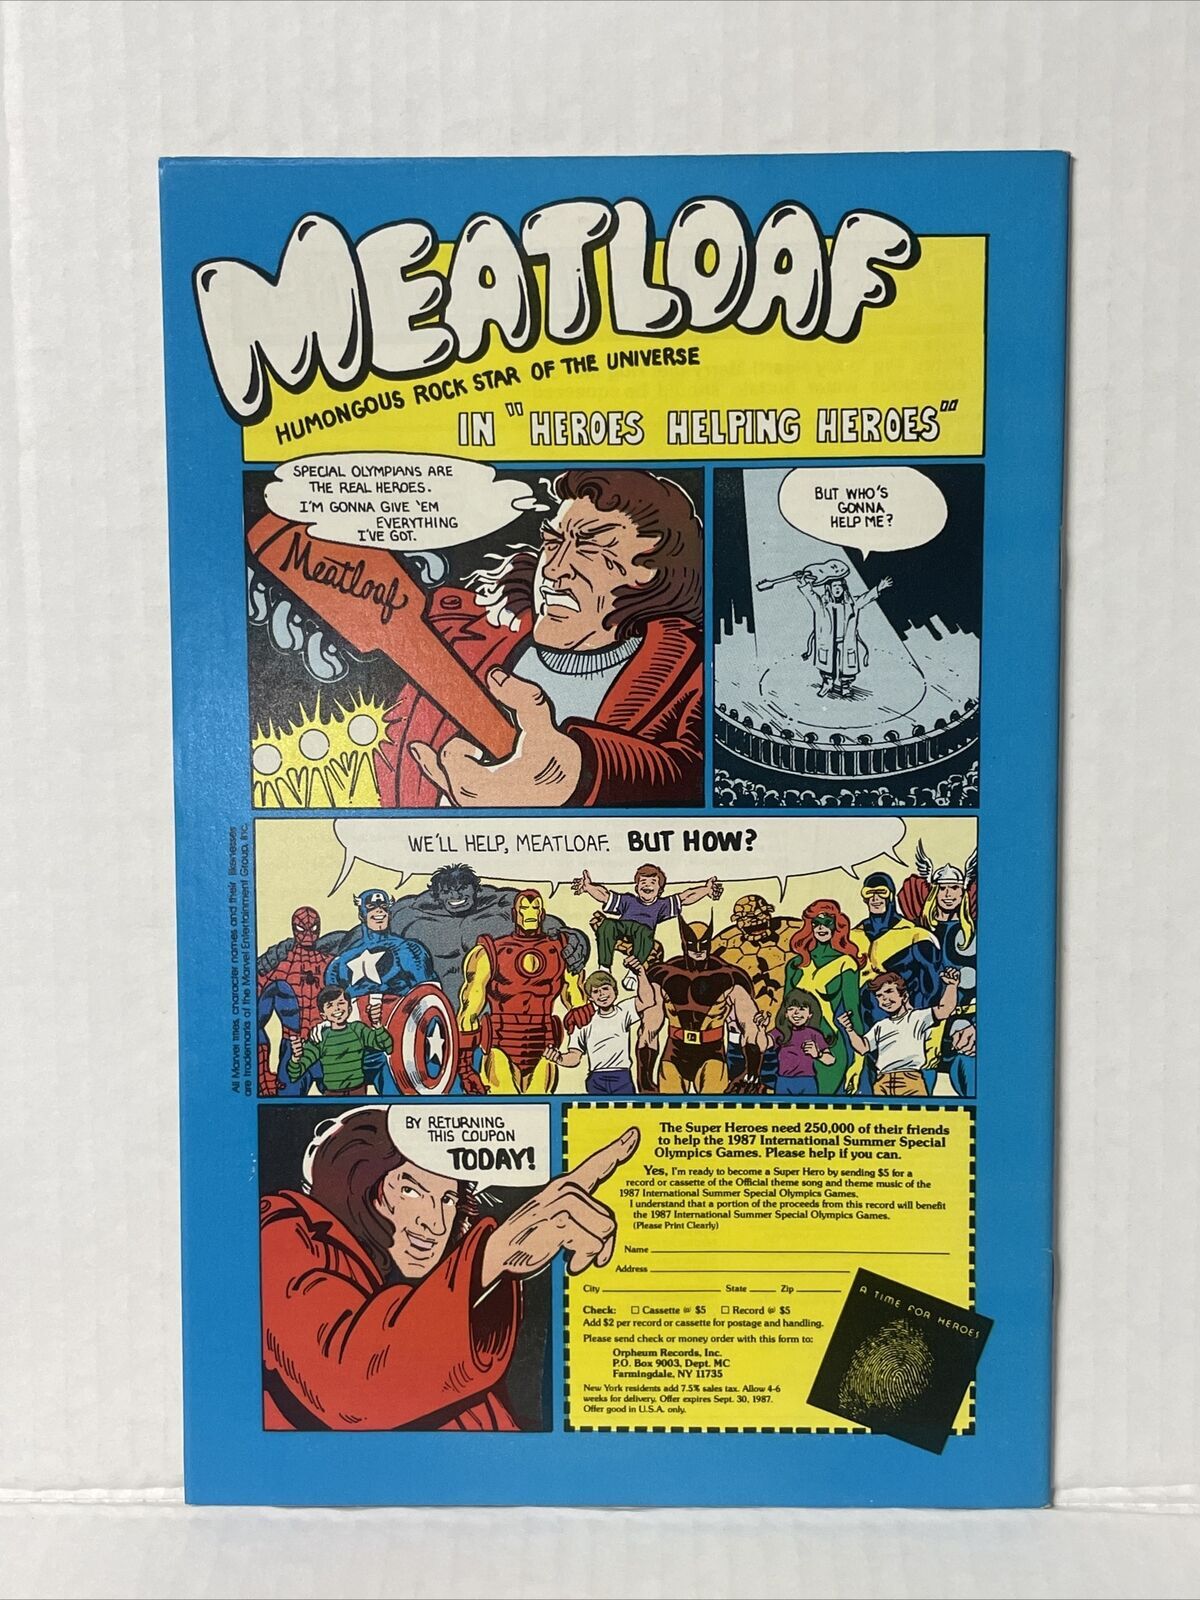 MEATLOAF
HUMONGOUS ROCK STAR OF THE UNIVERSE
IN "HEROES HELPING HEROES"
SPECIAL OLYMPIANS ARE
THE REAL HEROES.
I'M GONNA GIVE 'EM
EVERYTHING
I'VE GOT.
Meatloaf
BUT WHO'S
GONNA
HELP ME?
WE'LL HELP, MEATLOAF. BUT HOW?
A
All Marvel titles, character names and their likenesses
are trademarks of the Marvel Entertainment Group, Inc.
BY RETURNING
THIS COUPON
TODAY!
The Super Heroes need 250,000 of their friends
to help the 1987 International Summer Special
Olympics Games. Please help if you can.
Yes, I'm ready to become a Super Hero by sending $5 for a
record or cassette of the Official theme song and theme music of the
1987 International Summer Special Olympics Games.
I understand that a portion of the proceeds from this record will benefit
the 1987 International Summer Special Olympics Games.
(Please Print Clearly)
Name
Address
City State Zip
Check: ☐ Cassette @ $5 ☐ Record @ $5
Add $2 per record or cassette for postage and handling.
Please send check or money order with this form to:
Orpheum Records, Inc.
P.O. Box 9003, Dept. MC
Farmingdale, NY 11735
New York residents add 7.5% sales tax. Allow 4-6
weeks for delivery. Offer expires Sept. 30, 1987.
Offer good in U.S.A. only.
A TIME FOR HEROES